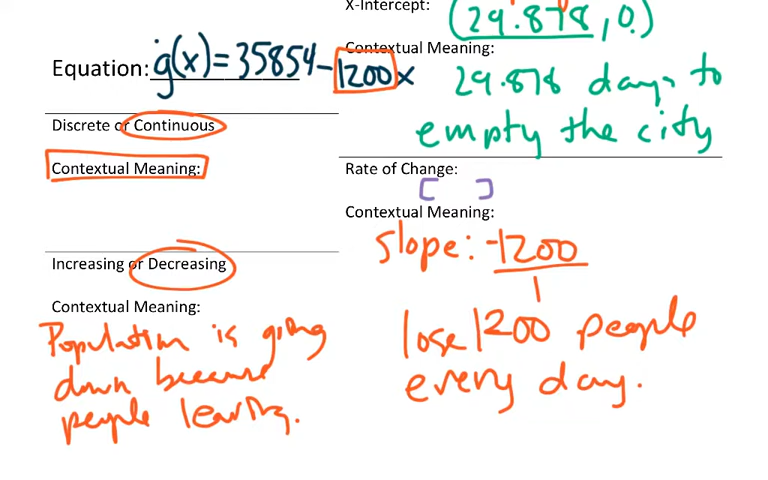 X-Intercept:
(29.878, 0)
Contextual Meaning:
29.878 days to
empty the city
Equation: g(x) = 35854 - 1200x
Discrete or Continuous
Contextual Meaning:
Rate of Change:
[ ]
Contextual Meaning:
slope: -1200
1
lose 1200 people
every day.
Increasing or Decreasing
Contextual Meaning:
Population is going
down because
people leaving.